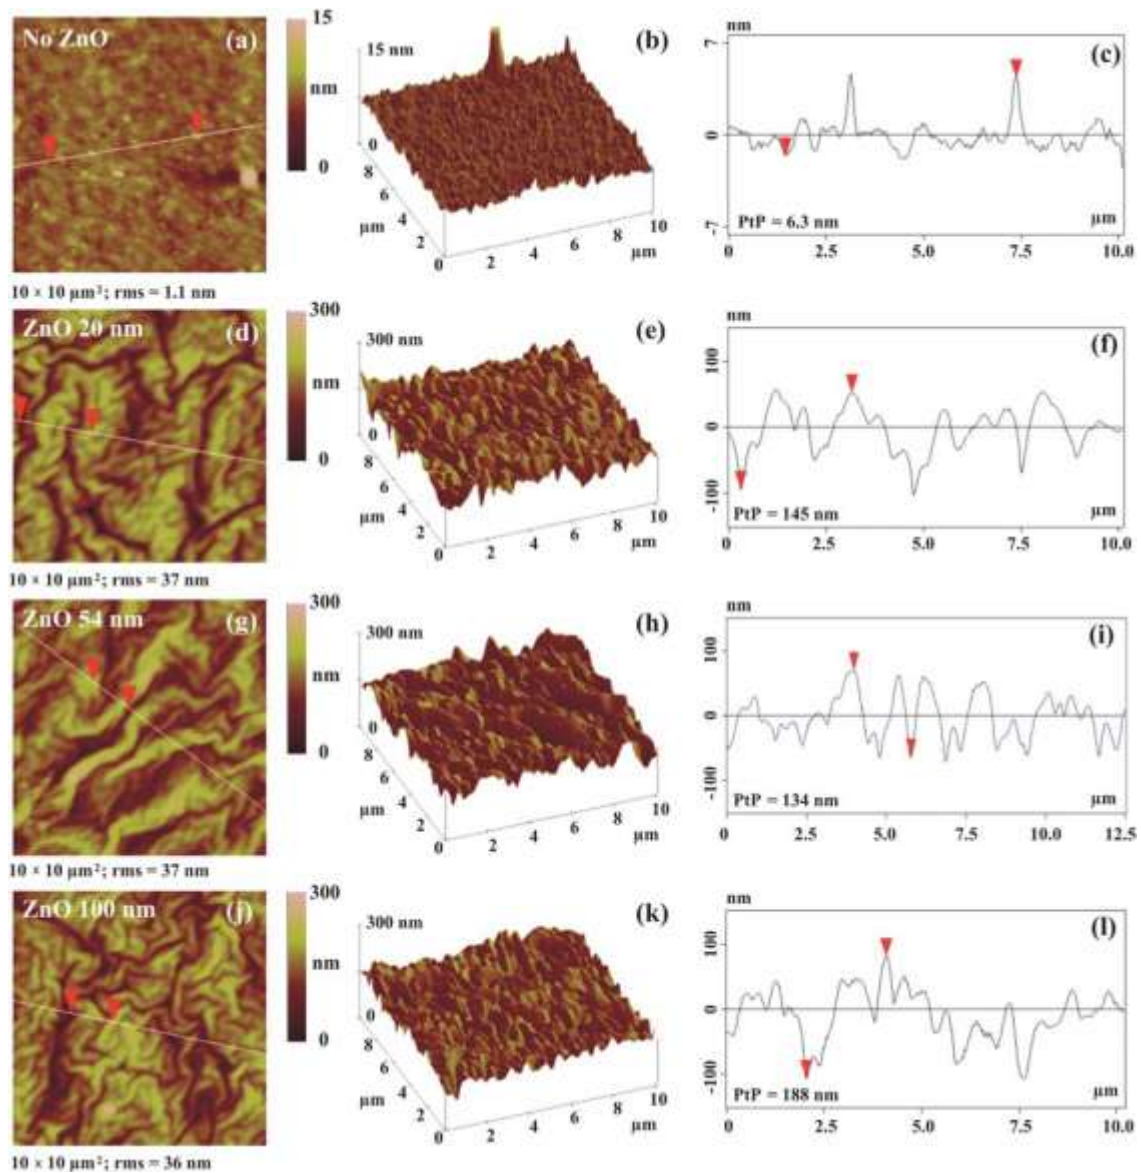 No ZnO (a)
15
nm
0
10 × 10 µm²; rms = 1.1 nm
15 nm
(b)
0
8
6
4
2
0
µm
2
4
6
8
10
µm
nm
7
0
-7
(c)
PtP = 6.3 nm
µm
0
2.5
5.0
7.5
10.0
ZnO 20 nm (d)
300
nm
0
10 × 10 µm²; rms = 37 nm
300 nm
(e)
0
8
6
4
2
0
µm
2
4
6
8
10
µm
nm
100
0
-100
(f)
PtP = 145 nm
µm
0
2.5
5.0
7.5
10.0
ZnO 54 nm (g)
300
nm
0
10 × 10 µm²; rms = 37 nm
300 nm
(h)
0
8
6
4
2
0
µm
2
4
6
8
10
µm
nm
100
0
-100
(i)
PtP = 134 nm
µm
0
2.5
5.0
7.5
10.0
12.5
ZnO 100 nm (j)
300
nm
0
10 × 10 µm²; rms = 36 nm
300 nm
(k)
0
8
6
4
2
0
µm
2
4
6
8
10
µm
nm
100
0
-100
(l)
PtP = 188 nm
µm
0
2.5
5.0
7.5
10.0